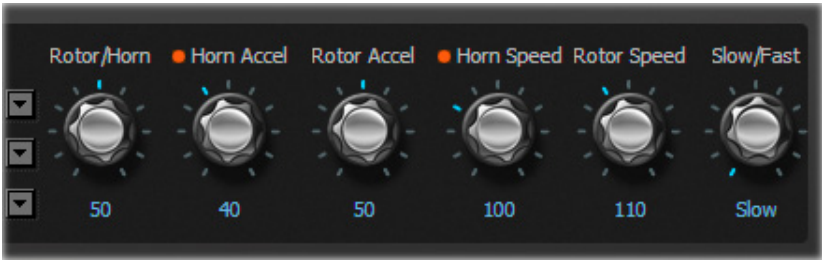 Rotor/Horn Horn Accel Rotor Accel Horn Speed Rotor Speed Slow/Fast
50 40 50 100 110 Slow